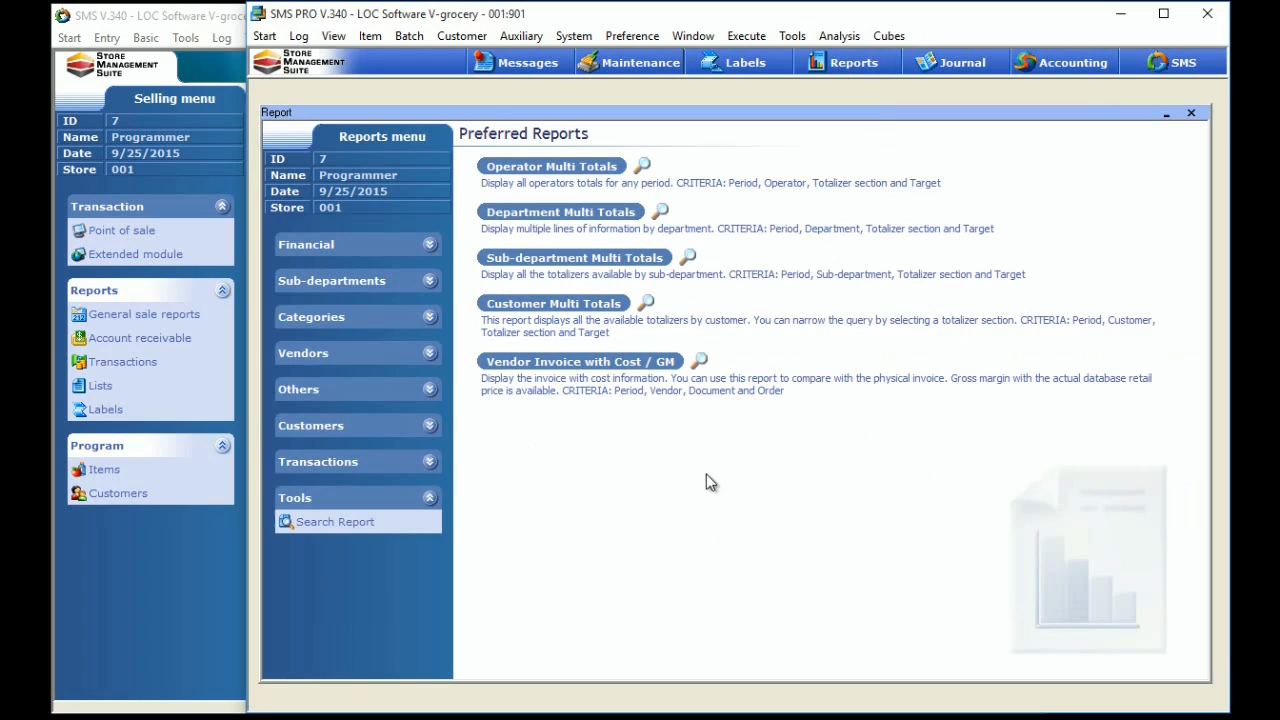 SMS V.340 - LOC Software V-groc
Start Entry Basic Tools Log
STORE
MANAGEMENT
SUITE
Selling menu
ID 7
Name Programmer
Date 9/25/2015
Store 001
Transaction
Point of sale
Extended module
Reports
General sale reports
Account receivable
Transactions
Lists
Labels
Program
Items
Customers
SMS PRO V.340 - LOC Software V-grocery - 001:901
Start Log View Item Batch Customer Auxiliary System Preference Window Execute Tools Analysis Cubes
STORE
MANAGEMENT
SUITE
Messages Maintenance Labels Reports Journal Accounting SMS
Report
Reports menu
ID 7
Name Programmer
Date 9/25/2015
Store 001
Financial
Sub-departments
Categories
Vendors
Others
Customers
Transactions
Tools
Search Report
Preferred Reports
Operator Multi Totals
Display all operators totals for any period. CRITERIA: Period, Operator, Totalizer section and Target
Department Multi Totals
Display multiple lines of information by department. CRITERIA: Period, Department, Totalizer section and Target
Sub-department Multi Totals
Display all the totalizers available by sub-department. CRITERIA: Period, Sub-department, Totalizer section and Target
Customer Multi Totals
This report displays all the available totalizers by customer. You can narrow the query by selecting a totalizer section. CRITERIA: Period, Customer,
Totalizer section and Target
Vendor Invoice with Cost / GM
Display the invoice with cost information. You can use this report to compare with the physical invoice. Gross margin with the actual database retail
price is available. CRITERIA: Period, Vendor, Document and Order